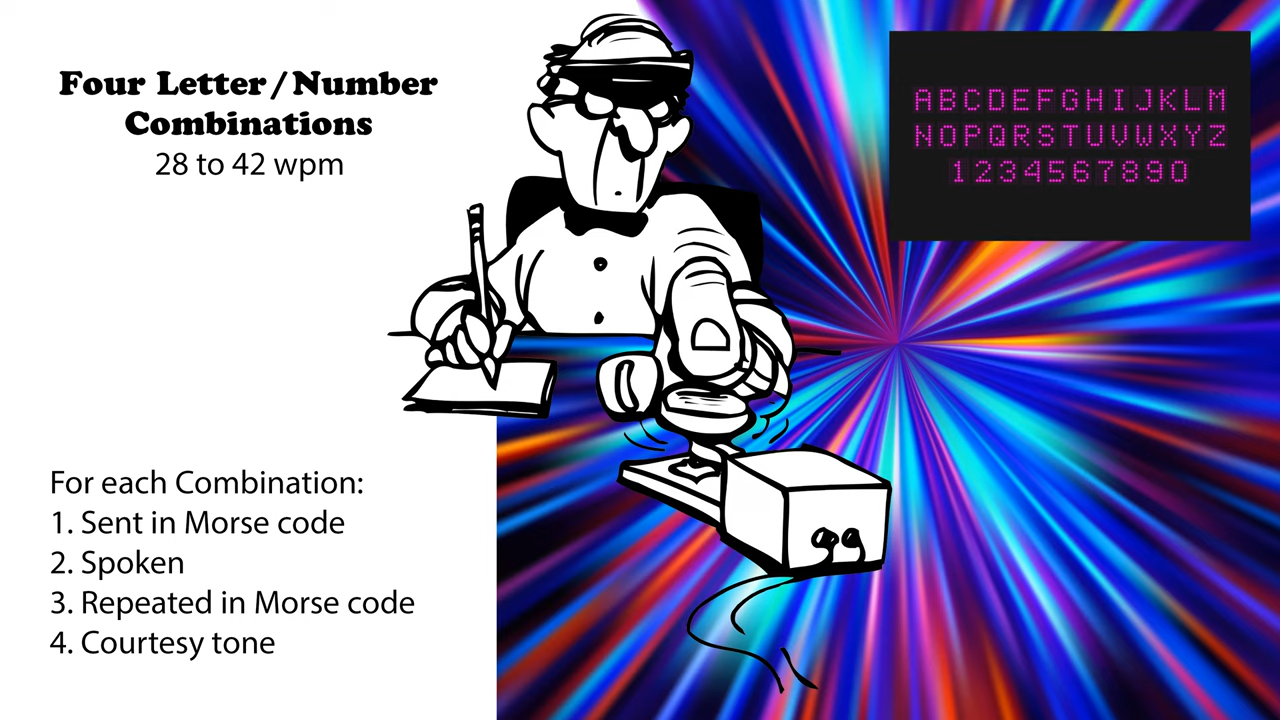 Four Letter/Number
Combinations
28 to 42 wpm
ABCDEFGHIJKLM
NOPQRSTUVWXYZ
1234567890
For each Combination:
1. Sent in Morse code
2. Spoken
3. Repeated in Morse code
4. Courtesy tone